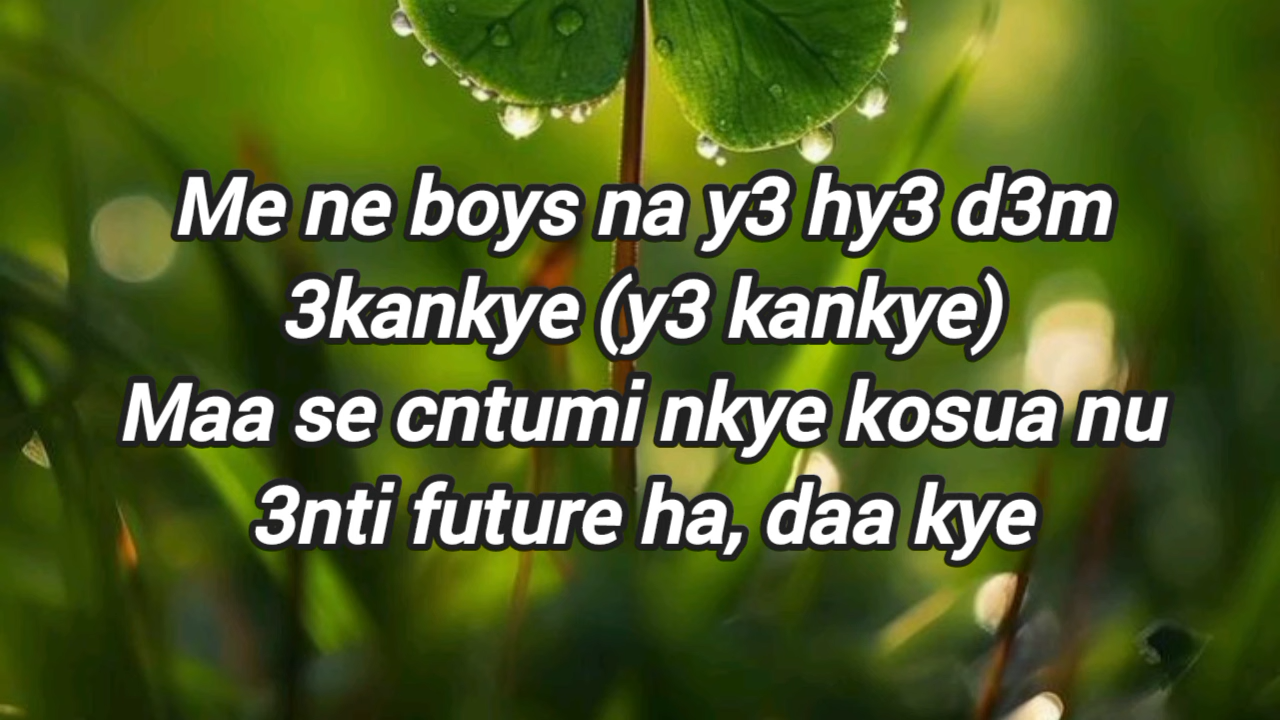 Me ne boys na y3 hy3 d3m
3kankye (y3 kankye)
Maa se cntumi nkye kosua nu
3nti future ha, daa kye